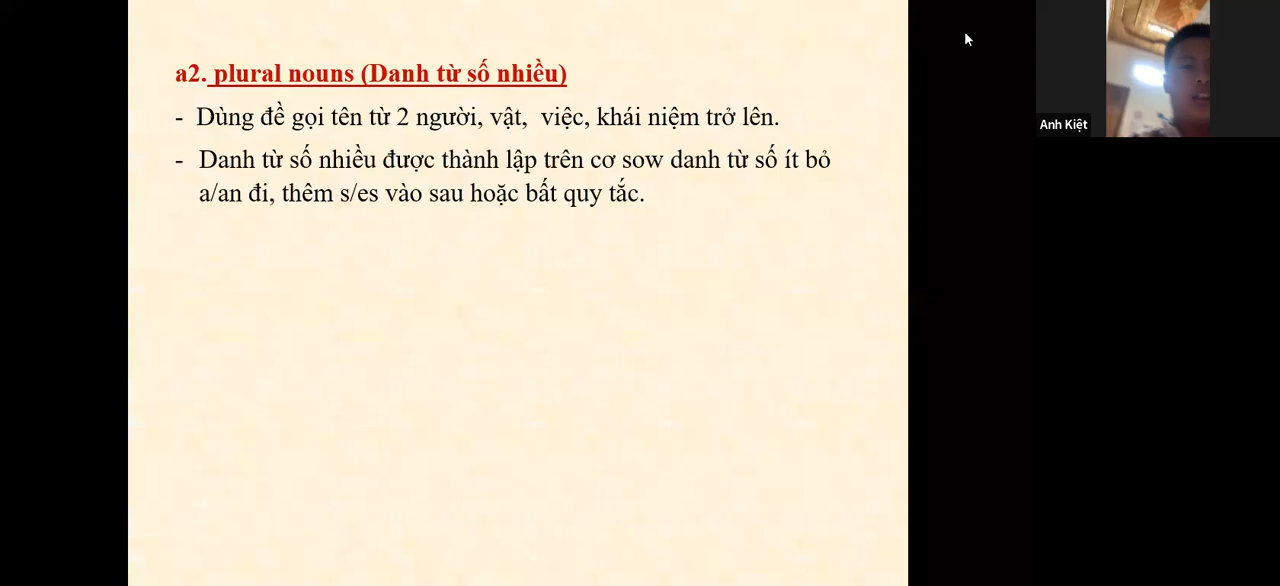 a2. plural nouns (Danh từ số nhiều)
- Dùng đề gọi tên từ 2 người, vật, việc, khái niệm trở lên.
- Danh từ số nhiều được thành lập trên cơ sow danh từ số ít bỏ
a/an đi, thêm s/es vào sau hoặc bất quy tắc.
Anh Kiệt